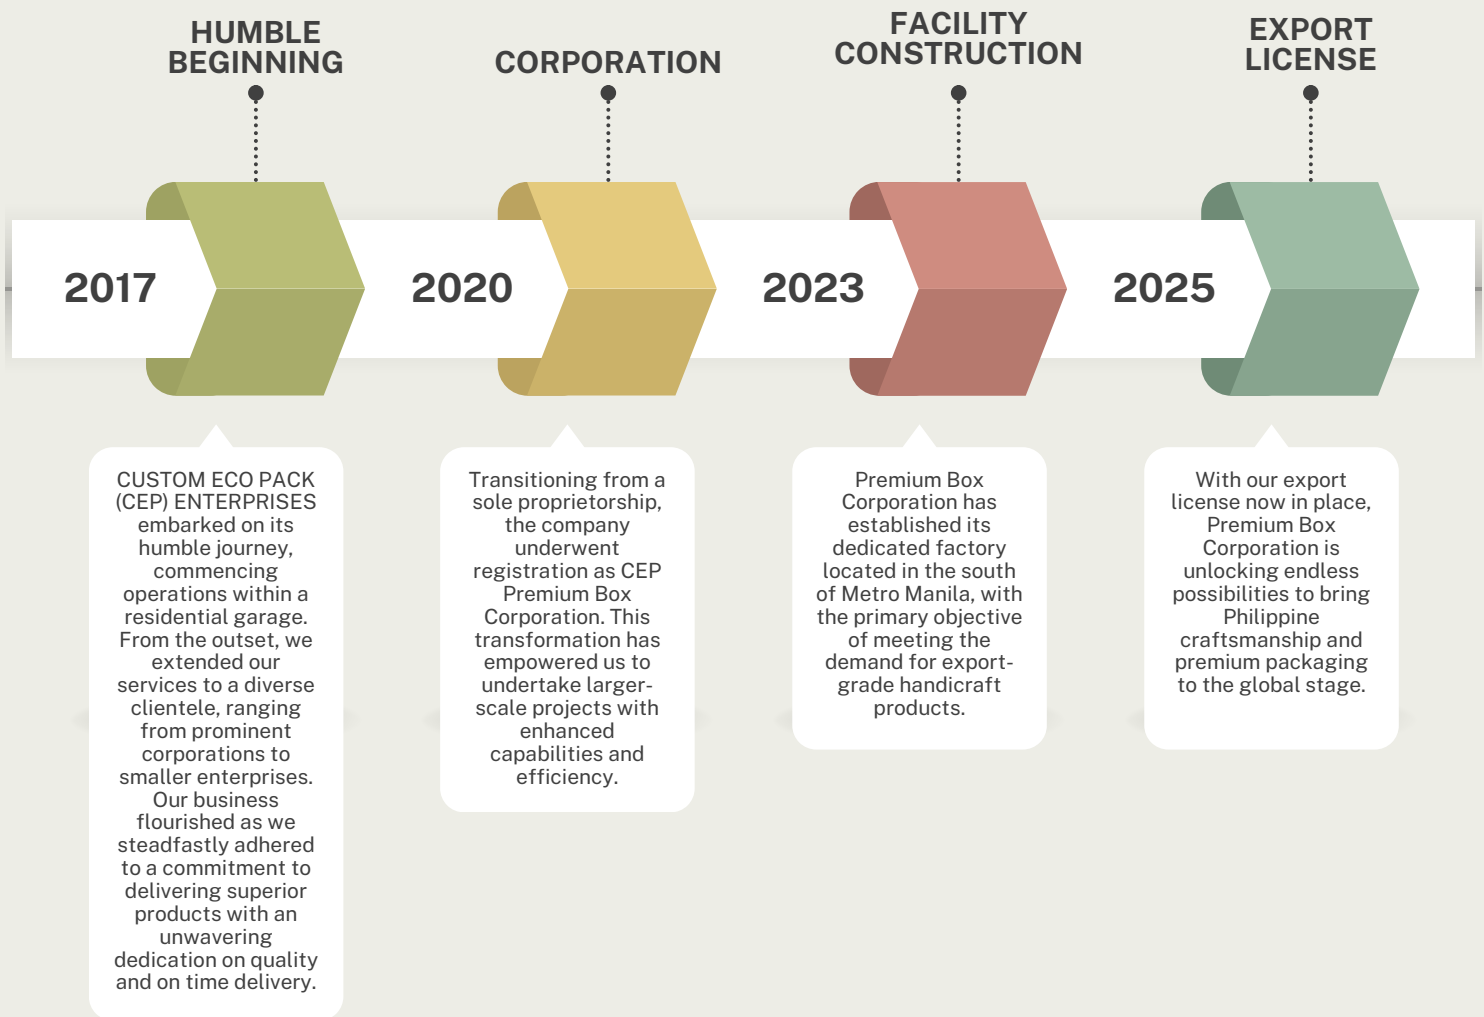 HUMBLE
BEGINNING
CORPORATION
FACILITY
CONSTRUCTION
EXPORT
LICENSE
2017
2020
2023
2025
CUSTOM ECO PACK
(CEP) ENTERPRISES
embarked on its
humble journey,
commencing
operations within a
residential garage.
From the outset, we
extended our
services to a diverse
clientele, ranging
from prominent
corporations to
smaller enterprises.
Our business
flourished as we
steadfastly adhered
to a commitment to
delivering superior
products with an
unwavering
dedication on quality
and on time delivery.
Transitioning from a
sole proprietorship,
the company
underwent
registration as CEP
Premium Box
Corporation. This
transformation has
empowered us to
undertake larger-
scale projects with
enhanced
capabilities and
efficiency.
Premium Box
Corporation has
established its
dedicated factory
located in the south
of Metro Manila, with
the primary objective
of meeting the
demand for export-
grade handicraft
products.
With our export
license now in place,
Premium Box
Corporation is
unlocking endless
possibilities to bring
Philippine
craftsmanship and
premium packaging
to the global stage.